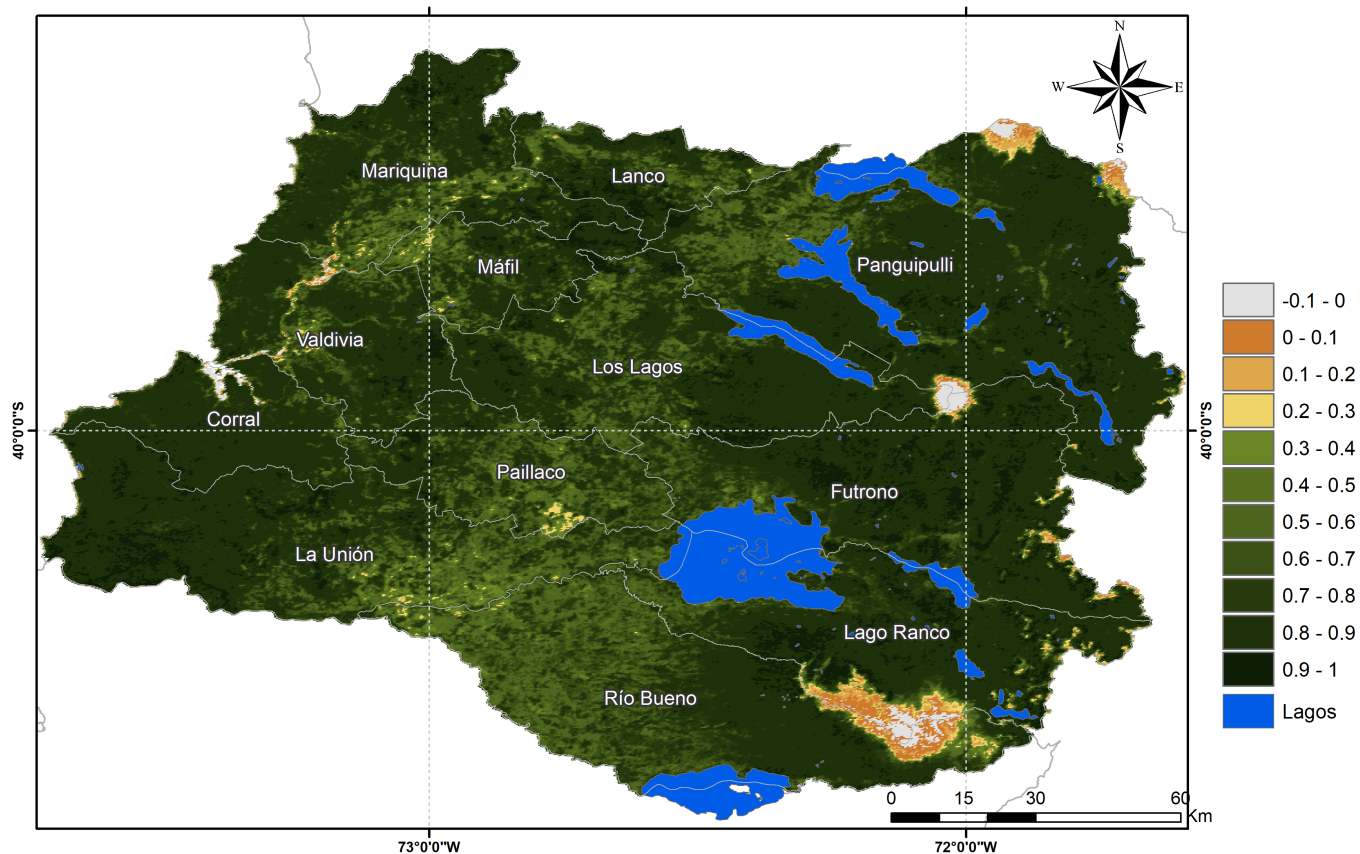 N
W
E
S
Mariquina
Lanco
Máfil
Panguipulli
Valdivia
Los Lagos
Corral
40°0'0"S
40°0'0"S
Paillaco
Futrono
La Unión
Lago Ranco
Río Bueno
-0.1 - 0
0 - 0.1
0.1 - 0.2
0.2 - 0.3
0.3 - 0.4
0.4 - 0.5
0.5 - 0.6
0.6 - 0.7
0.7 - 0.8
0.8 - 0.9
0.9 - 1
Lagos
0 15 30 60
Km
73°0'0"W
72°0'0"W